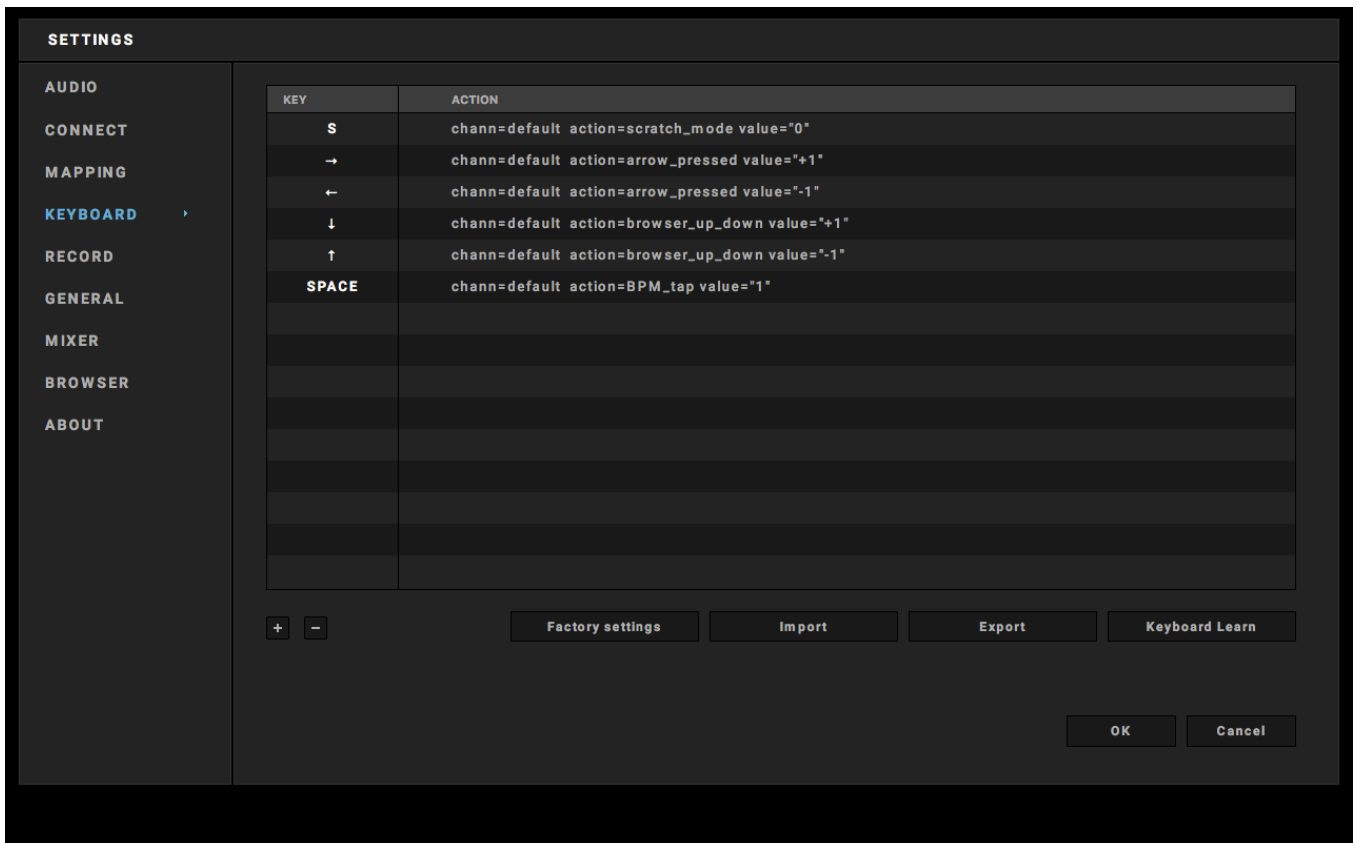 SETTINGS
AUDIO
CONNECT
MAPPING
KEYBOARD
RECORD
GENERAL
MIXER
BROWSER
ABOUT
KEY ACTION
S chann=default action=scratch_mode value="0"
→ chann=default action=arrow_pressed value="+1"
← chann=default action=arrow_pressed value="-1"
↓ chann=default action=browser_up_down value="+1"
↑ chann=default action=browser_up_down value="-1"
SPACE chann=default action=BPM_tap value="1"
+ −
Factory settings Import Export Keyboard Learn
OK Cancel